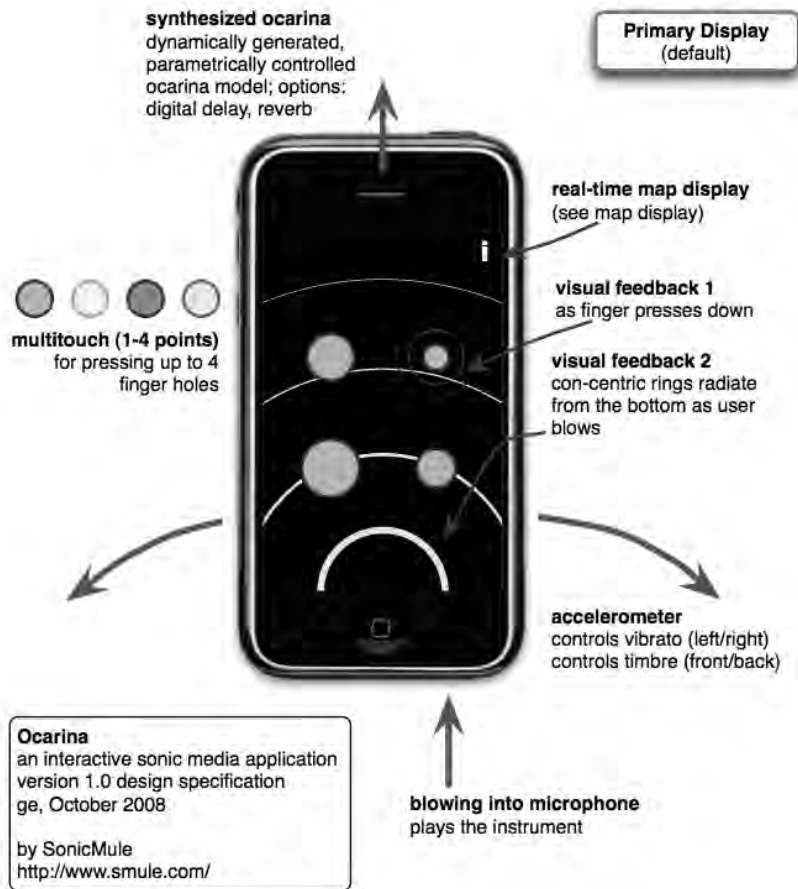 synthesized ocarina
dynamically generated,
parametrically controlled
ocarina model; options:
digital delay, reverb
Primary Display
(default)
real-time map display
(see map display)
i
visual feedback 1
as finger presses down
multitouch (1-4 points)
for pressing up to 4
finger holes
visual feedback 2
con-centric rings radiate
from the bottom as user
blows
accelerometer
controls vibrato (left/right)
controls timbre (front/back)
Ocarina
an interactive sonic media application
version 1.0 design specification
ge, October 2008
by SonicMule
http://www.smule.com/
blowing into microphone
plays the instrument